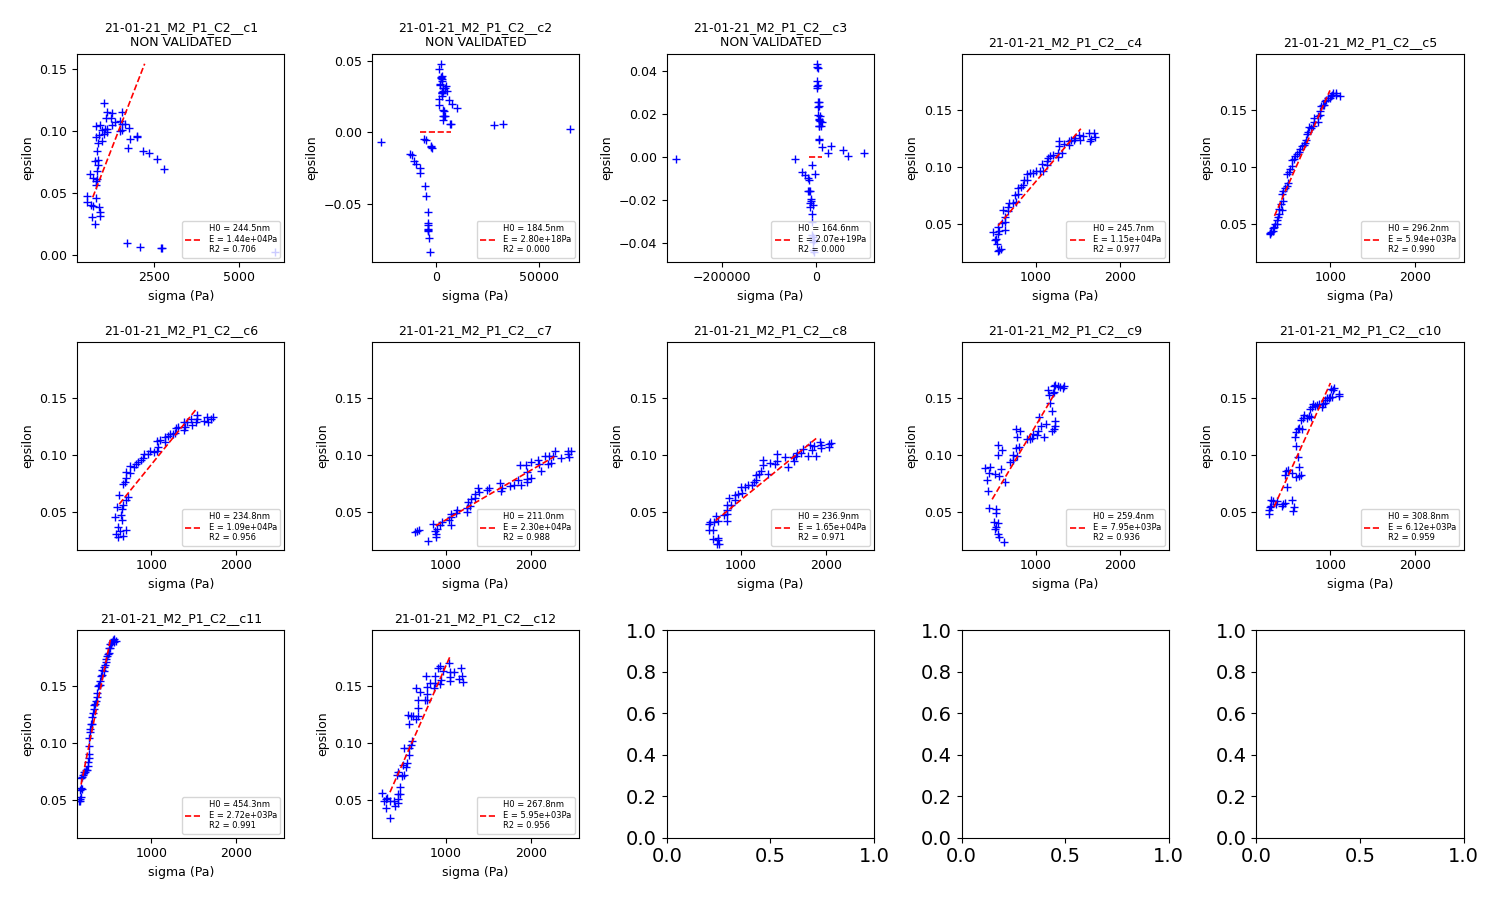 21-01-21_M2_P1_C2__c1
NON VALIDATED
epsilon
0.15
0.10
0.05
0.00
H0 = 244.5nm
E = 1.44e+04Pa
R2 = 0.706
2500
5000
sigma (Pa)
21-01-21_M2_P1_C2__c2
NON VALIDATED
epsilon
0.05
0.00
−0.05
H0 = 184.5nm
E = 2.80e+18Pa
R2 = 0.000
0
50000
sigma (Pa)
21-01-21_M2_P1_C2__c3
NON VALIDATED
epsilon
0.04
0.02
0.00
−0.02
−0.04
H0 = 164.6nm
E = 2.07e+19Pa
R2 = 0.000
−200000
0
sigma (Pa)
21-01-21_M2_P1_C2__c4
epsilon
0.15
0.10
0.05
H0 = 245.7nm
E = 1.15e+04Pa
R2 = 0.977
1000
2000
sigma (Pa)
21-01-21_M2_P1_C2__c5
epsilon
0.15
0.10
0.05
H0 = 296.2nm
E = 5.94e+03Pa
R2 = 0.990
1000
2000
sigma (Pa)
21-01-21_M2_P1_C2__c6
epsilon
0.15
0.10
0.05
H0 = 234.8nm
E = 1.09e+04Pa
R2 = 0.956
1000
2000
sigma (Pa)
21-01-21_M2_P1_C2__c7
epsilon
0.15
0.10
0.05
H0 = 211.0nm
E = 2.30e+04Pa
R2 = 0.988
1000
2000
sigma (Pa)
21-01-21_M2_P1_C2__c8
epsilon
0.15
0.10
0.05
H0 = 236.9nm
E = 1.65e+04Pa
R2 = 0.971
1000
2000
sigma (Pa)
21-01-21_M2_P1_C2__c9
epsilon
0.15
0.10
0.05
H0 = 259.4nm
E = 7.95e+03Pa
R2 = 0.936
1000
2000
sigma (Pa)
21-01-21_M2_P1_C2__c10
epsilon
0.15
0.10
0.05
H0 = 308.8nm
E = 6.12e+03Pa
R2 = 0.959
1000
2000
sigma (Pa)
21-01-21_M2_P1_C2__c11
epsilon
0.15
0.10
0.05
H0 = 454.3nm
E = 2.72e+03Pa
R2 = 0.991
1000
2000
sigma (Pa)
21-01-21_M2_P1_C2__c12
epsilon
0.15
0.10
0.05
H0 = 267.8nm
E = 5.95e+03Pa
R2 = 0.956
1000
2000
sigma (Pa)
1.0
0.8
0.6
0.4
0.2
0.0
0.0
0.5
1.0
1.0
0.8
0.6
0.4
0.2
0.0
0.0
0.5
1.0
1.0
0.8
0.6
0.4
0.2
0.0
0.0
0.5
1.0